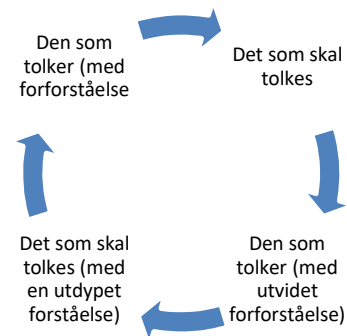 Den som
tolker (med
forforståelse
Det som skal
tolkes
Den som
tolker (med
utvidet
forforståelse)
Det som skal
tolkes (med
en utdypet
forståelse)